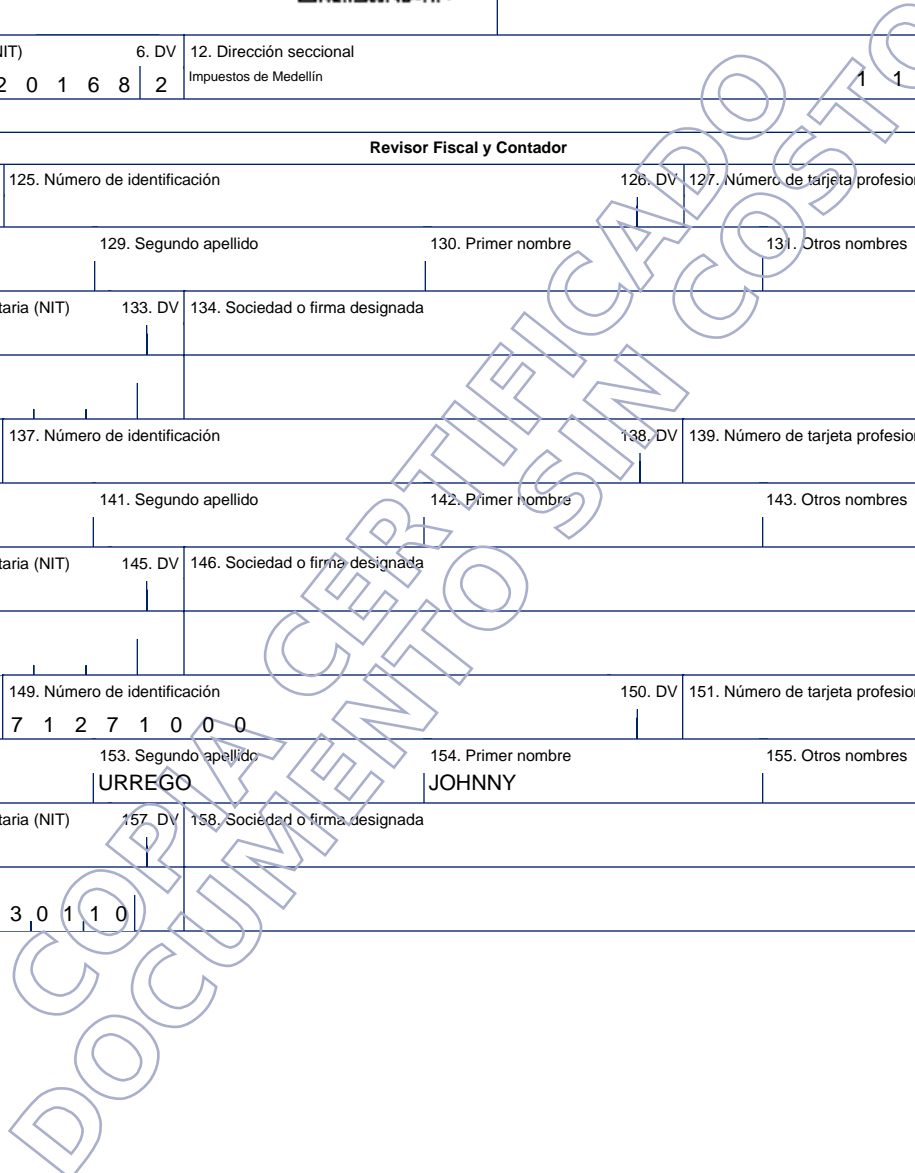 NIT) 6. DV 12. Dirección seccional
2 0 1 6 8 2 Impuestos de Medellín 1 1
Revisor Fiscal y Contador
125. Número de identificación 126. DV 127. Número de tarjeta profesion
129. Segundo apellido 130. Primer nombre 131. Otros nombres
taria (NIT) 133. DV 134. Sociedad o firma designada
137. Número de identificación 138. DV 139. Número de tarjeta profesion
141. Segundo apellido 142. Primer nombre 143. Otros nombres
taria (NIT) 145. DV 146. Sociedad o firma designada
149. Número de identificación 150. DV 151. Número de tarjeta profesion
7 1 2 7 1 0 0 0
153. Segundo apellido 154. Primer nombre 155. Otros nombres
URREGO JOHNNY
taria (NIT) 157. DV 158. Sociedad o firma designada
3 0 1 1 0
COPIA CERTIFICADO
DOCUMENTO SIN COSTO